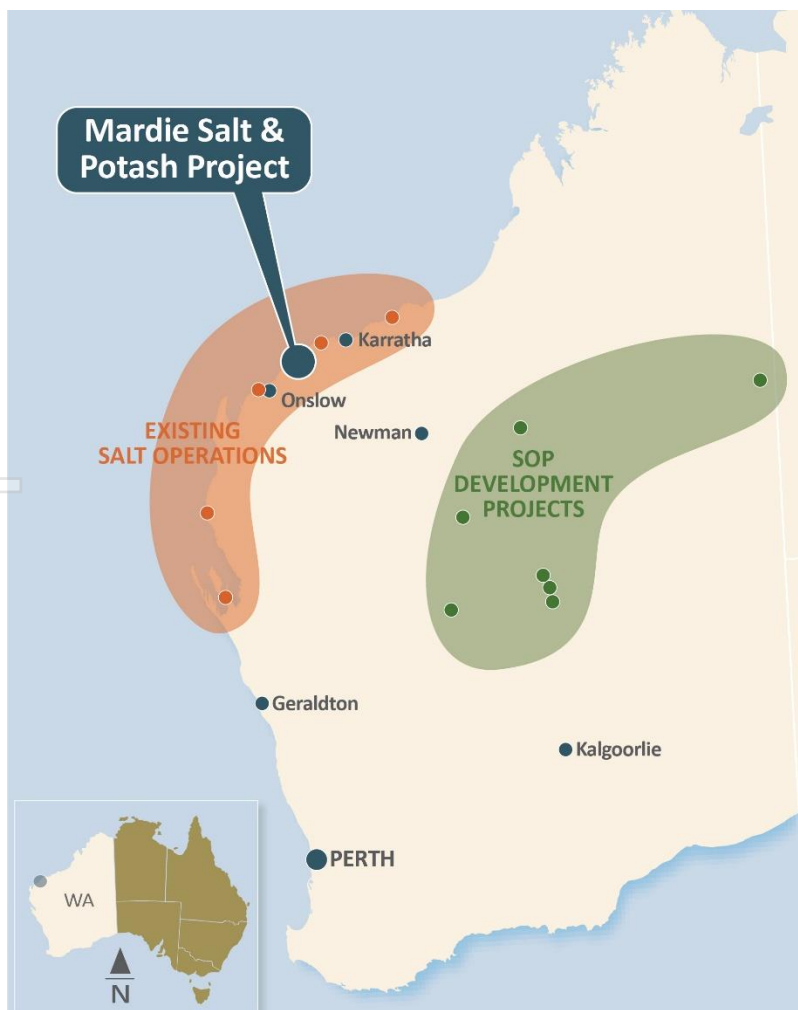 Mardie Salt &
Potash Project
Karratha
Onslow
Newman
EXISTING
SALT OPERATIONS
SOP
DEVELOPMENT
PROJECTS
Geraldton
Kalgoorlie
PERTH
WA
N